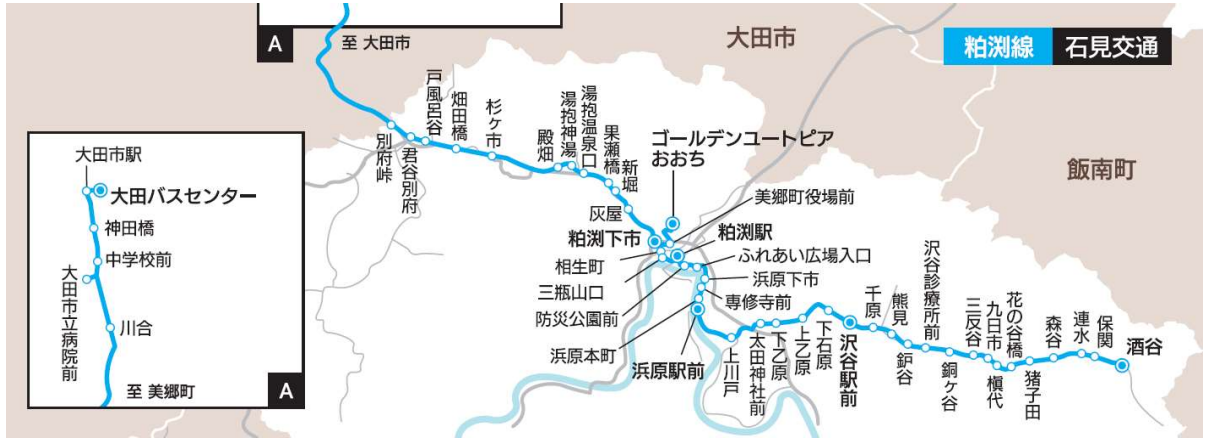 A
至 大田市
大田市
粕渕線
石見交通
飯南町
大田市駅
大田バスセンター
神田橋
中学校前
大田市立病院前
川合
至 美郷町
A
別府峠
君谷別府
戸風呂谷
畑田橋
杉ヶ市
殿畑
湯抱神湯
湯抱温泉口
果瀬橋
新堀
灰屋
ゴールデンユートピア
おおち
美郷町役場前
粕渕下市
粕渕駅
相生町
ふれあい広場入口
三瓶山口
浜原下市
防災公園前
専修寺前
浜原本町
浜原駅前
上川戸
太田神社前
下乙原
上乙原
下石原
沢谷駅前
千原
熊見
鈩谷
沢谷診療所前
銅ヶ谷
三反谷
九日市
槇代
花の谷橋
猪子田
森谷
連水
保関
酒谷